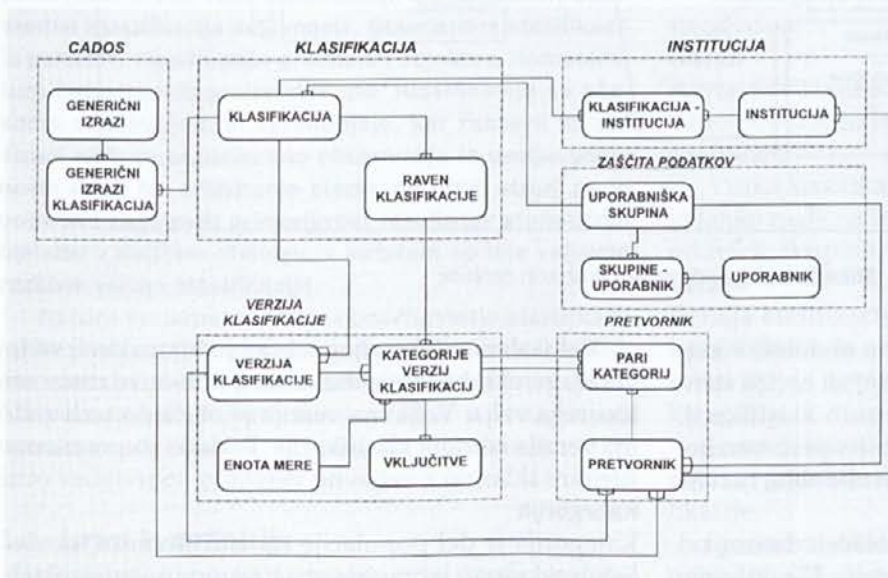 CADOS
KLASIFIKACIJA
INSTITUCIJA
GENERIČNI
IZRAZI
GENERIČNI
IZRAZI
KLASIFIKACIJA
KLASIFIKACIJA
RAVEN
KLASIFIKACIJE
KLASIFIKACIJA -
INSTITUCIJA
INSTITUCIJA
ZAŠČITA PODATKOV
UPORABNIŠKA
SKUPINA
SKUPINE -
UPORABNIK
UPORABNIK
VERZIJA
KLASIFIKACIJE
VERZIJA
KLASIFIKACIJE
KATEGORIJE
VERZIJ
KLASIFIKACIJ
ENOTA MERE
VKLJUČITVE
PRETVORNIK
PARI
KATEGORIJ
PRETVORNIK